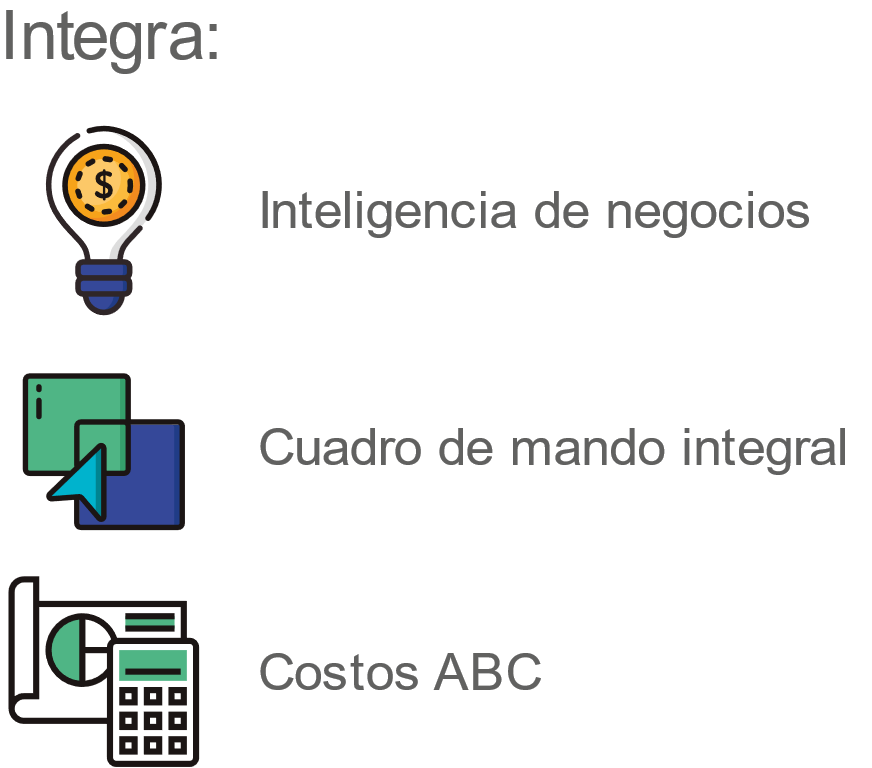 Integra:
$
Inteligencia de negocios
Cuadro de mando integral
Costos ABC